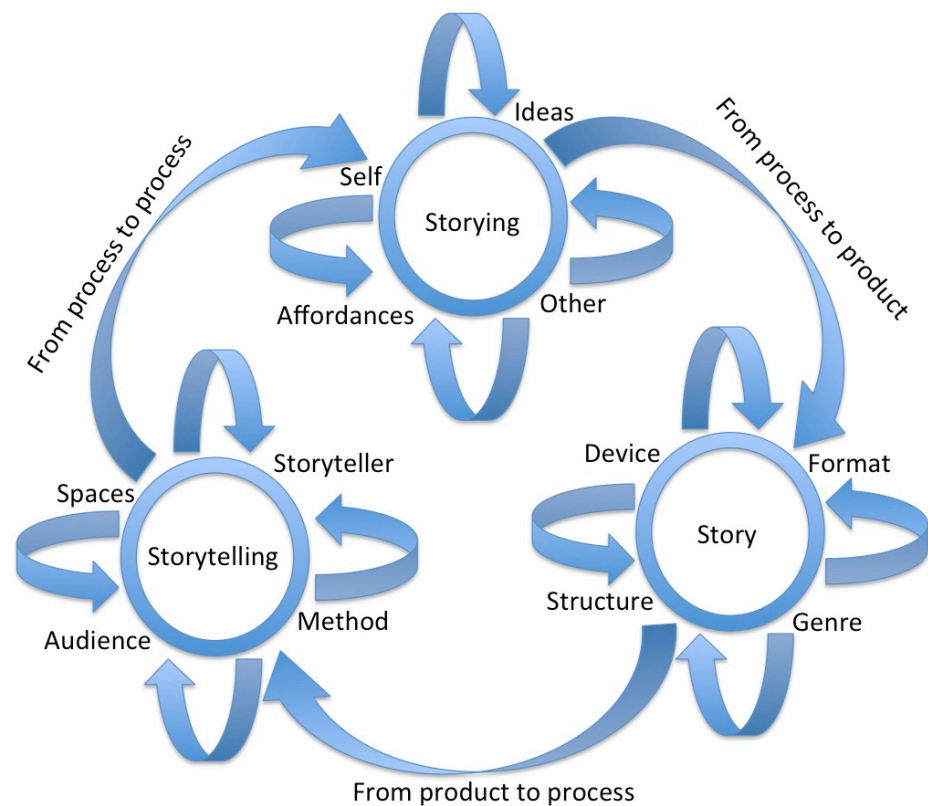 Ideas
From process to process
From process to product
Self
Storying
Affordances
Other
Device
Format
Storyteller
Spaces
Story
Storytelling
Structure
Method
Genre
Audience
From product to process